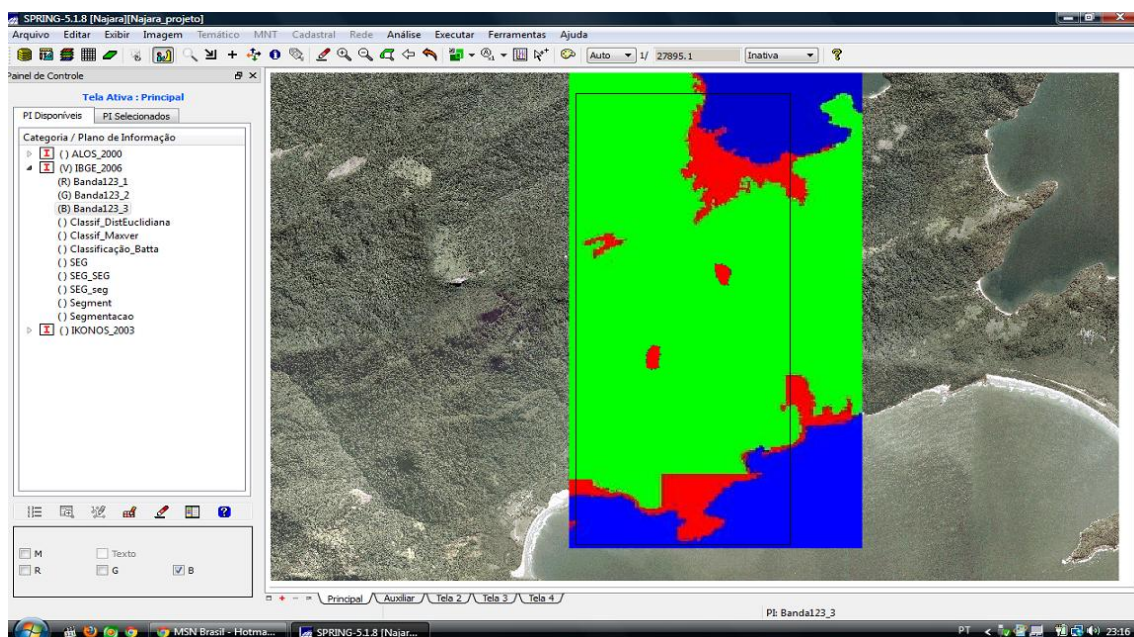 SPRING-5.1.8 [Najara][Najara_projeto]
Arquivo Editar Exibir Imagem Temático MNT Cadastral Rede Análise Executar Ferramentas Ajuda
Auto 1/ 27895.1 Inativa
Painel de Controle
Tela Ativa : Principal
PI Disponíveis PI Selecionados
Categoria / Plano de Informação
I () ALOS_2000
I (V) IBGE_2006
(R) Banda123_1
(G) Banda123_2
(B) Banda123_3
() Classif_DistEuclidiana
() Classif_Maxver
() Classificação_Batta
() SEG
() SEG_SEG
() SEG_seg
() Segment
() Segmentacao
I () IKONOS_2003
M Texto
R G B
Principal Auxiliar Tela 2 Tela 3 Tela 4
PI: Banda123_3
MSN Brasil - Hotma... SPRING-5.1.8 [Najar... PT 23:16